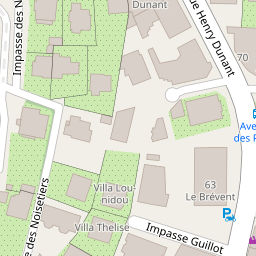 Dunant
Impasse des N
ue Henry Dunant
70
Ave
des P
Villa Lou-
nidou
63
Le Brévent
e des Noisetiers
Villa Thelise
Impasse Guillot